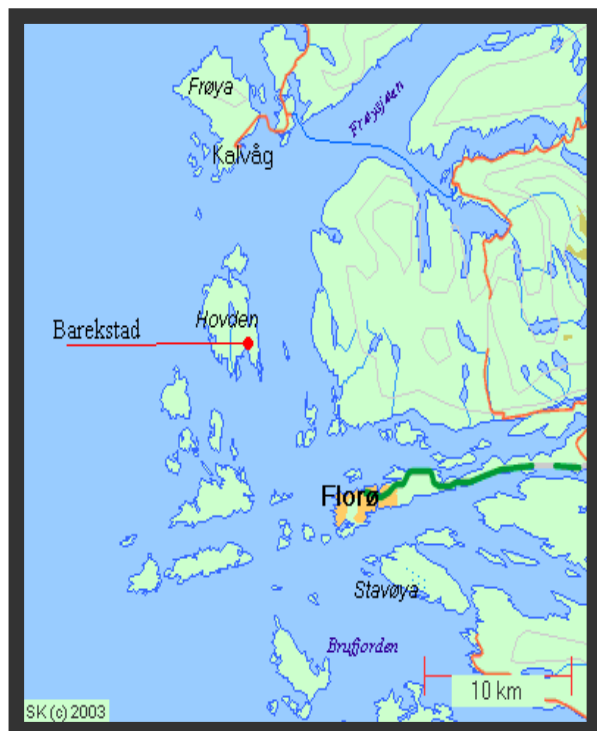 Frøya
Frøysjøen
Kalvåg
Hovden
Barekstad
Florø
Stavøya
Brufjorden
10 km
SK (c) 2003